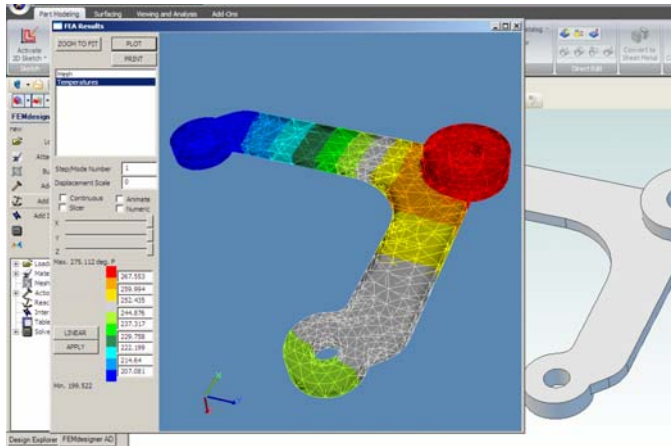 Part Modeling Surfacing Viewing and Analysis Add-Ons
FEA Results
Activate
2D Sketch
Sketch
ZOOM TO FIT PLOT
PRINT
Convert to
Sheet Metal
Direct Edit
Mesh
Temperatures
FEMdesigner
new
Step/Mode Number 1
Displacement Scale 0
Continuous Animate
Slicer Numeric
X
Y
Z
Max. 275.112 deg. F
267.553
259.994
252.435
244.876
237.317
229.758
222.199
214.64
207.081
LINEAR
APPLY
Min. 199.522
Design Explorer FEMdesigner AD